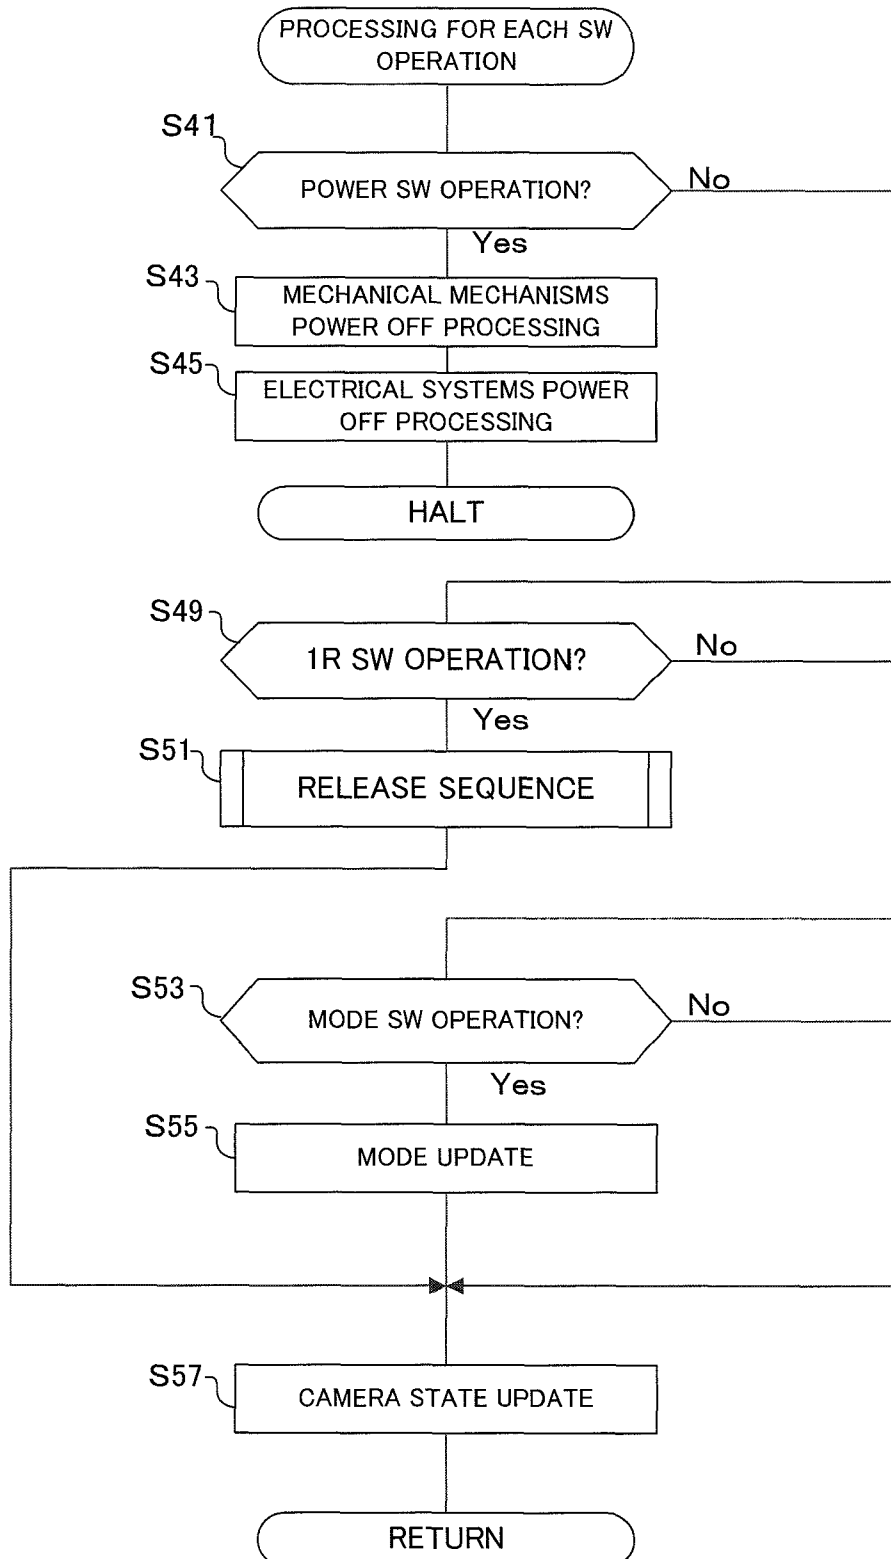 PROCESSING FOR EACH SW
OPERATION
S41
POWER SW OPERATION?
No
Yes
S43
MECHANICAL MECHANISMS
POWER OFF PROCESSING
S45
ELECTRICAL SYSTEMS POWER
OFF PROCESSING
HALT
S49
1R SW OPERATION?
No
Yes
S51
RELEASE SEQUENCE
S53
MODE SW OPERATION?
No
Yes
S55
MODE UPDATE
S57
CAMERA STATE UPDATE
RETURN